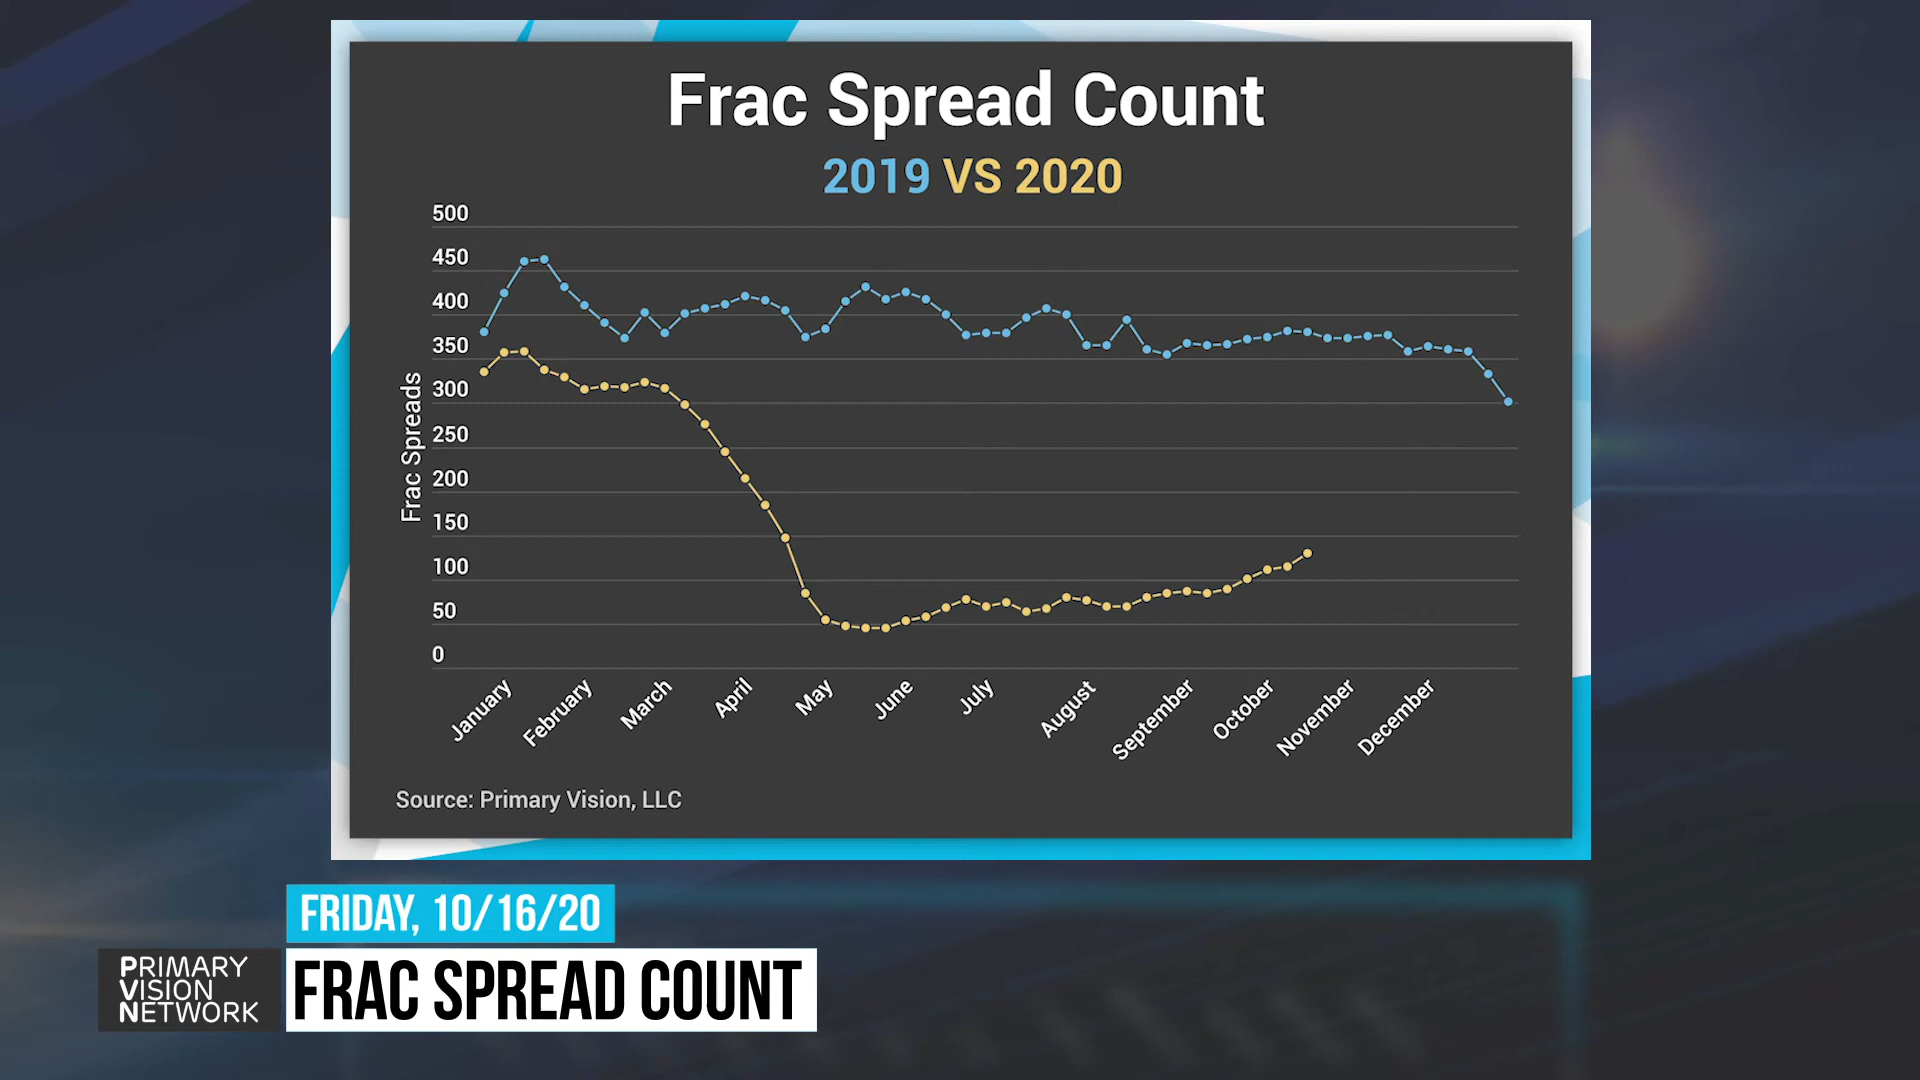 Frac Spread Count
2019 VS 2020
500
450
400
350
300
250
200
150
100
50
0
Frac Spreads
January
February
March
April
May
June
July
August
September
October
November
December
Source: Primary Vision, LLC
FRIDAY, 10/16/20
PRIMARY
VISION
NETWORK
FRAC SPREAD COUNT